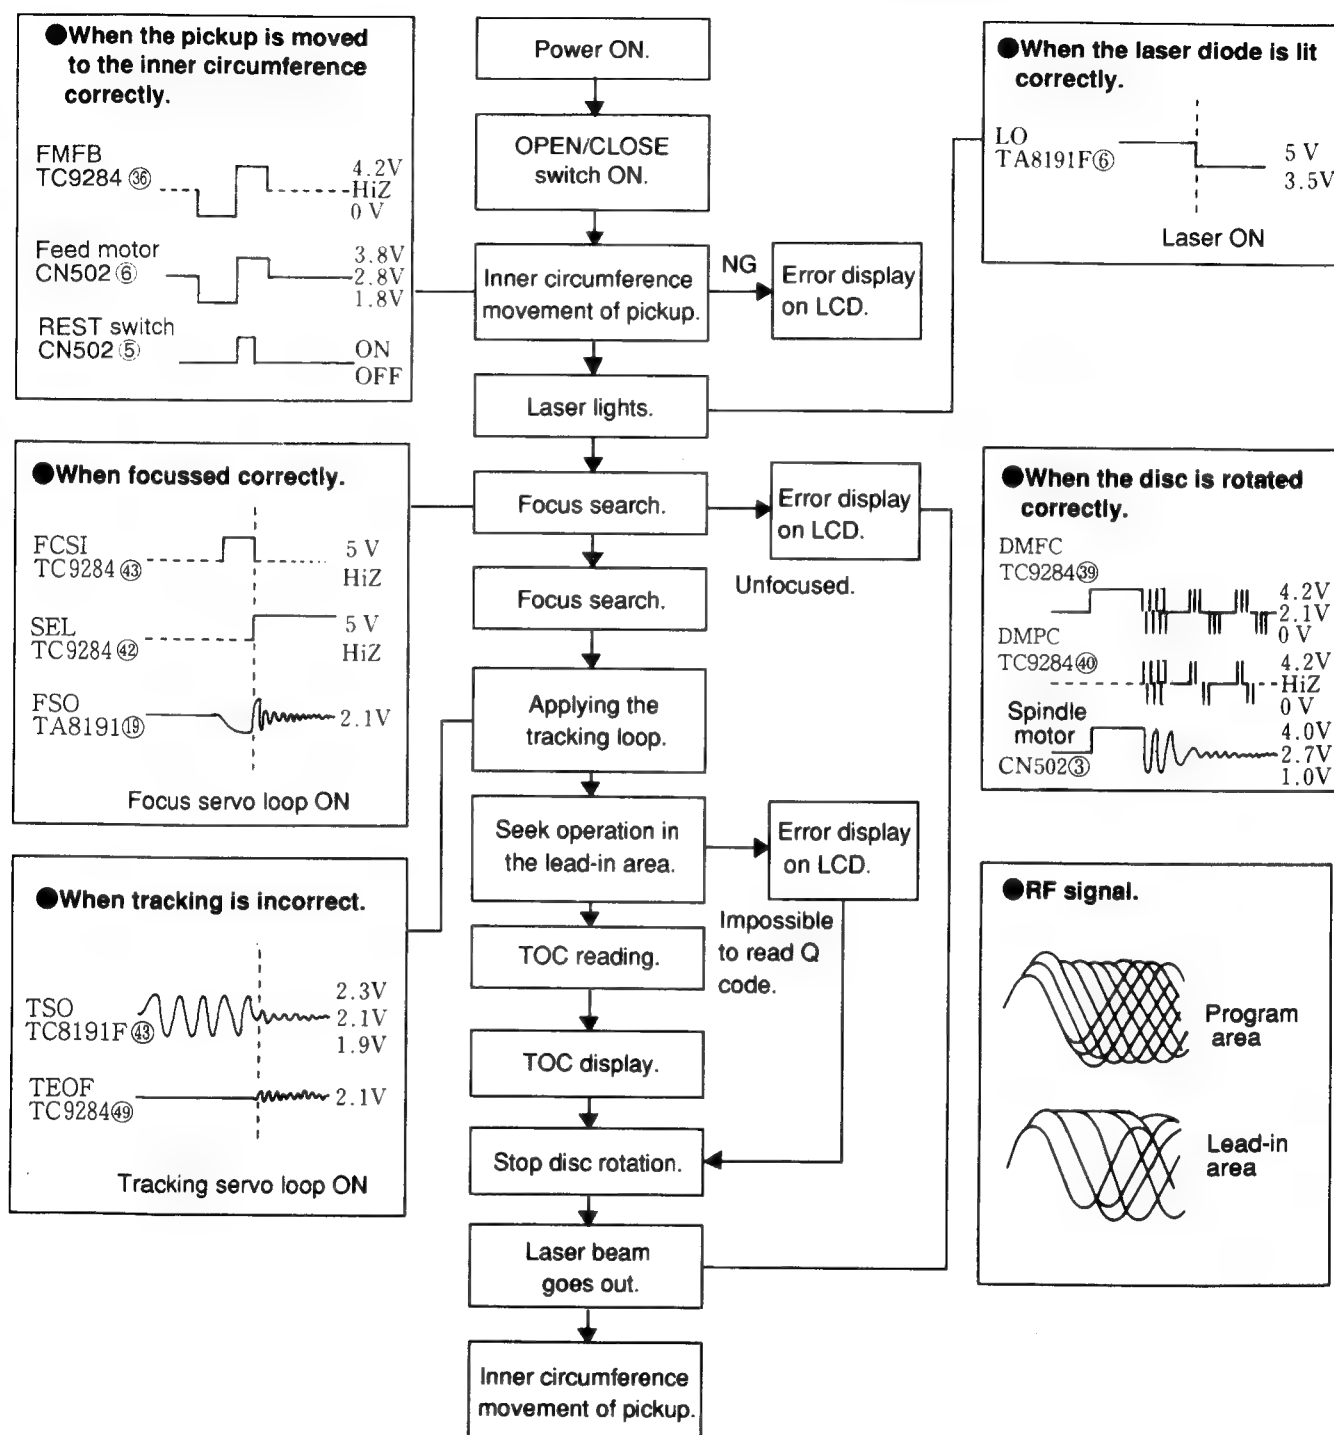 ●When the pickup is moved
to the inner circumference
correctly.
FMFB
TC9284 ㊱
4.2V
HiZ
0 V
Feed motor
CN502 ⑥
3.8V
2.8V
1.8V
REST switch
CN502 ⑤
ON
OFF
Power ON.
OPEN/CLOSE
switch ON.
Inner circumference
movement of pickup.
NG
Error display
on LCD.
Laser lights.
●When the laser diode is lit
correctly.
LO
TA8191F⑥
5 V
3.5V
Laser ON
●When focussed correctly.
FCSI
TC9284 ㊸
5 V
HiZ
SEL
TC9284 ㊷
5 V
HiZ
FSO
TA8191⑲
2.1V
Focus servo loop ON
Focus search.
Error display
on LCD.
Unfocused.
Focus search.
Applying the
tracking loop.
Seek operation in
the lead-in area.
Error display
on LCD.
Impossible
to read Q
code.
●When the disc is rotated
correctly.
DMFC
TC9284㊴
4.2V
2.1V
0 V
DMPC
TC9284㊵
4.2V
HiZ
0 V
Spindle
motor
CN502③
4.0V
2.7V
1.0V
●When tracking is incorrect.
TSO
TC8191F㊸
2.3V
2.1V
1.9V
TEOF
TC9284㊾
2.1V
Tracking servo loop ON
TOC reading.
TOC display.
Stop disc rotation.
Laser beam
goes out.
Inner circumference
movement of pickup.
●RF signal.
Program
area
Lead-in
area